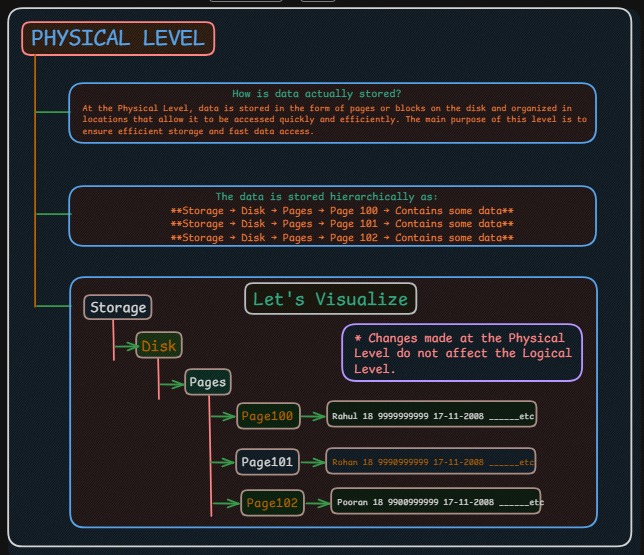 PHYSICAL LEVEL
How is data actually stored?
At the Physical Level, data is stored in the form of pages or blocks on the disk and organized in
locations that allow it to be accessed quickly and efficiently. The main purpose of this level is to
ensure efficient storage and fast data access.
The data is stored hierarchically as:
**Storage → Disk → Pages → Page 100 → Contains some data**
**Storage → Disk → Pages → Page 101 → Contains some data**
**Storage → Disk → Pages → Page 102 → Contains some data**
Let's Visualize
Storage
* Changes made at the Physical
Level do not affect the Logical
Level.
Disk
Pages
Page100
Rahul 18 9999999999 17-11-2008 ______etc
Page101
Rohan 18 9990999999 17-11-2008 ______etc
Page102
Pooran 18 9900999999 17-11-2008 ______etc